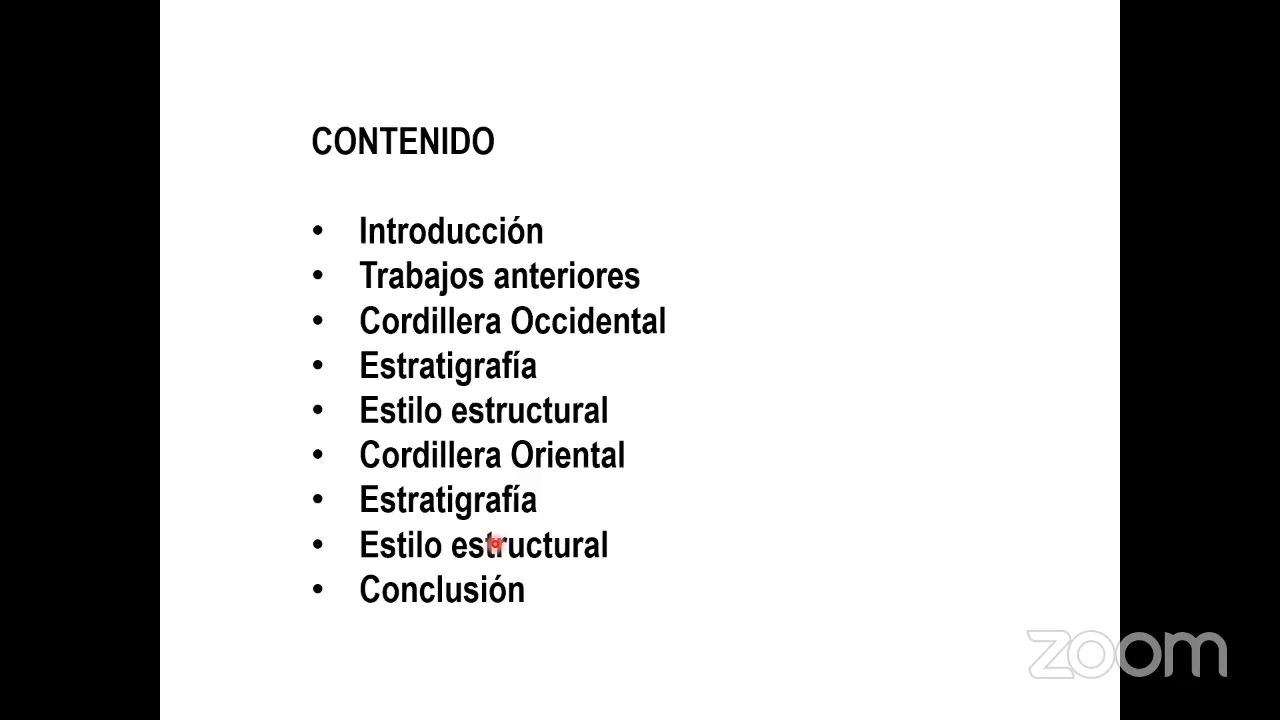 CONTENIDO
• Introducción
• Trabajos anteriores
• Cordillera Occidental
• Estratigrafía
• Estilo estructural
• Cordillera Oriental
• Estratigrafía
• Estilo estructural
• Conclusión
zoom